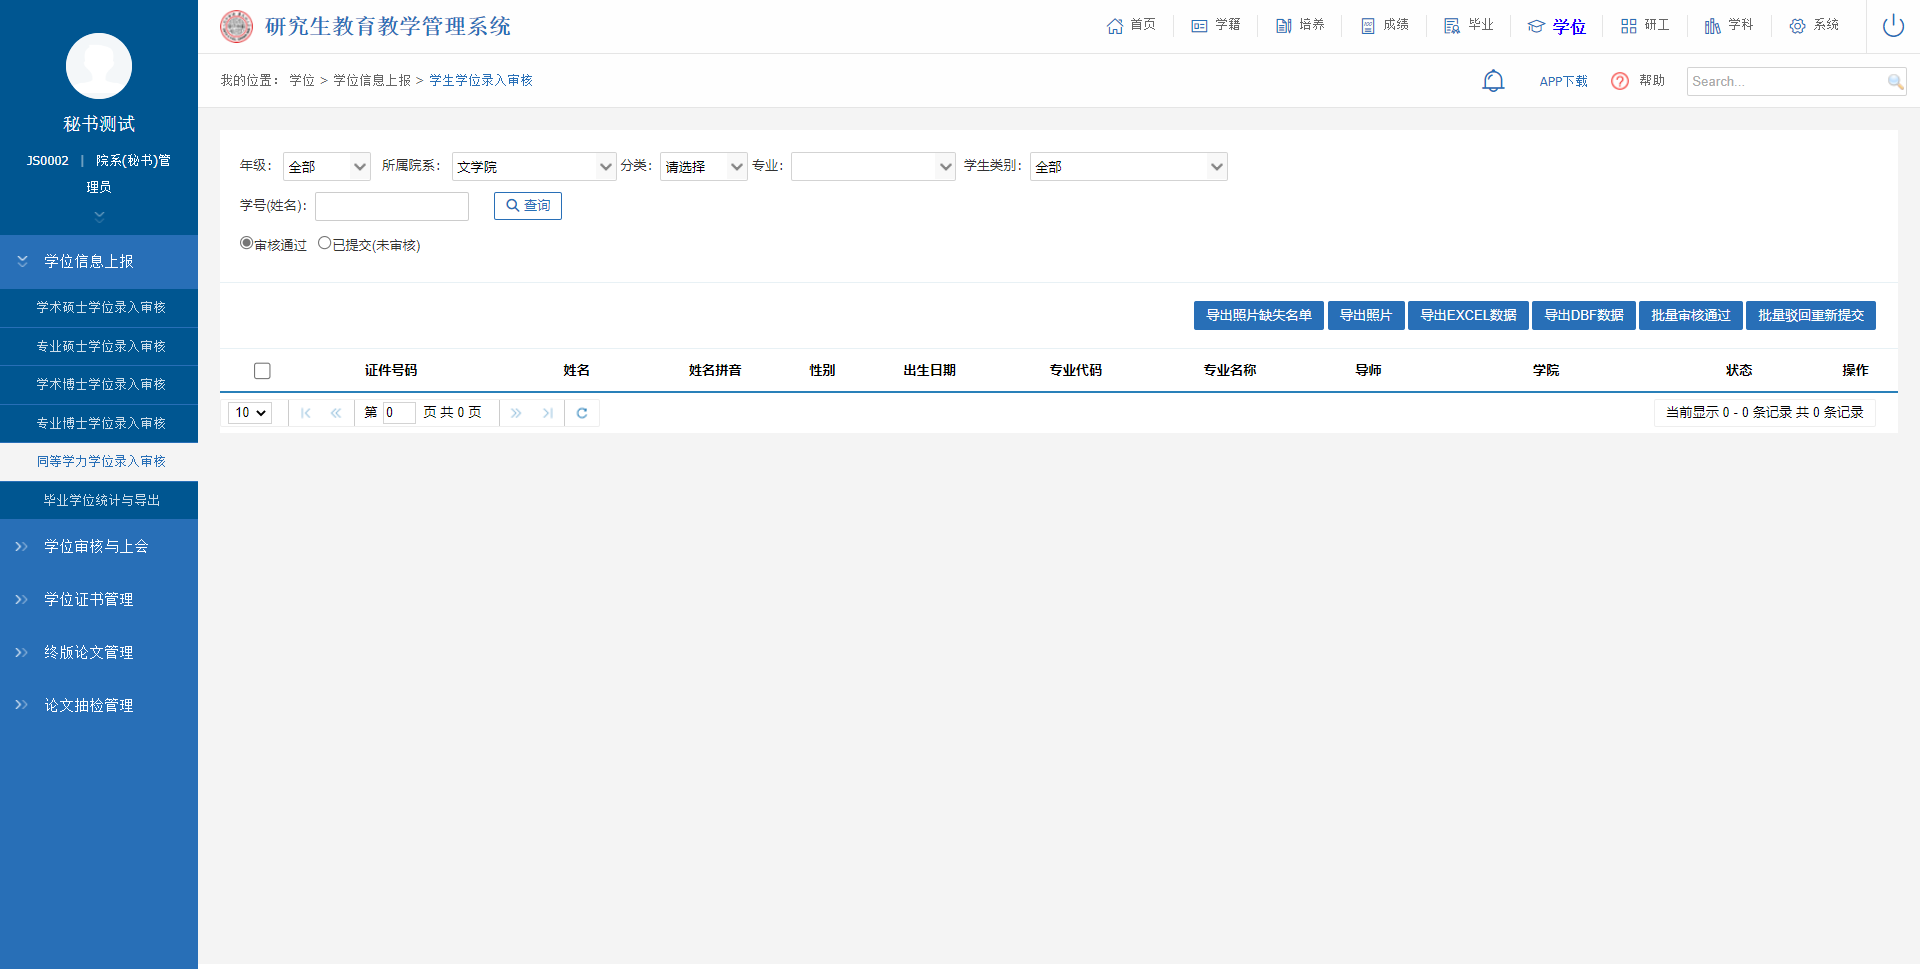 研究生教育教学管理系统
首页 学籍 培养 成绩 毕业 学位 研工 学科 系统
我的位置: 学位 > 学位信息上报 > 学生学位录入审核
APP下载 帮助 Search...
秘书测试
JS0002 | 院系(秘书)管
理员
学位信息上报
学术硕士学位录入审核
专业硕士学位录入审核
学术博士学位录入审核
专业博士学位录入审核
同等学力学位录入审核
毕业学位统计与导出
学位审核与上会
学位证书管理
终版论文管理
论文抽检管理
年级: 全部 所属院系: 文学院 分类: 请选择 专业: 学生类别: 全部
学号(姓名): 查询
审核通过 已提交(未审核)
导出照片缺失名单 导出照片 导出EXCEL数据 导出DBF数据 批量审核通过 批量驳回重新提交
证件号码 姓名 姓名拼音 性别 出生日期 专业代码 专业名称 导师 学院 状态 操作
10 第 0 页 共 0 页 当前显示 0 - 0 条记录 共 0 条记录